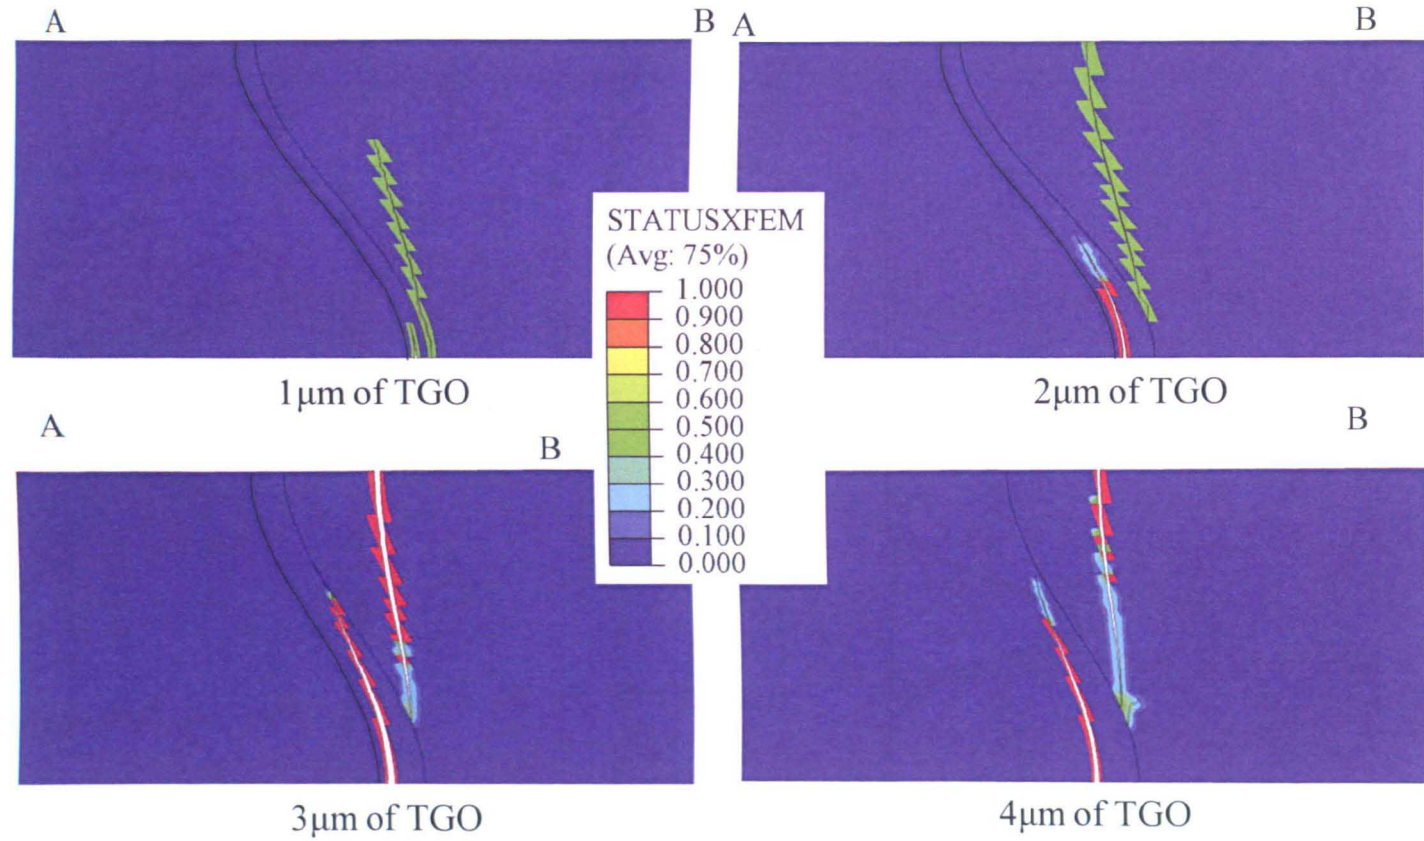 A
B
A
B
STATUSXFEM
(Avg: 75%)
1.000
0.900
0.800
0.700
0.600
0.500
0.400
0.300
0.200
0.100
0.000
1µm of TGO
2µm of TGO
A
B
B
3µm of TGO
4µm of TGO